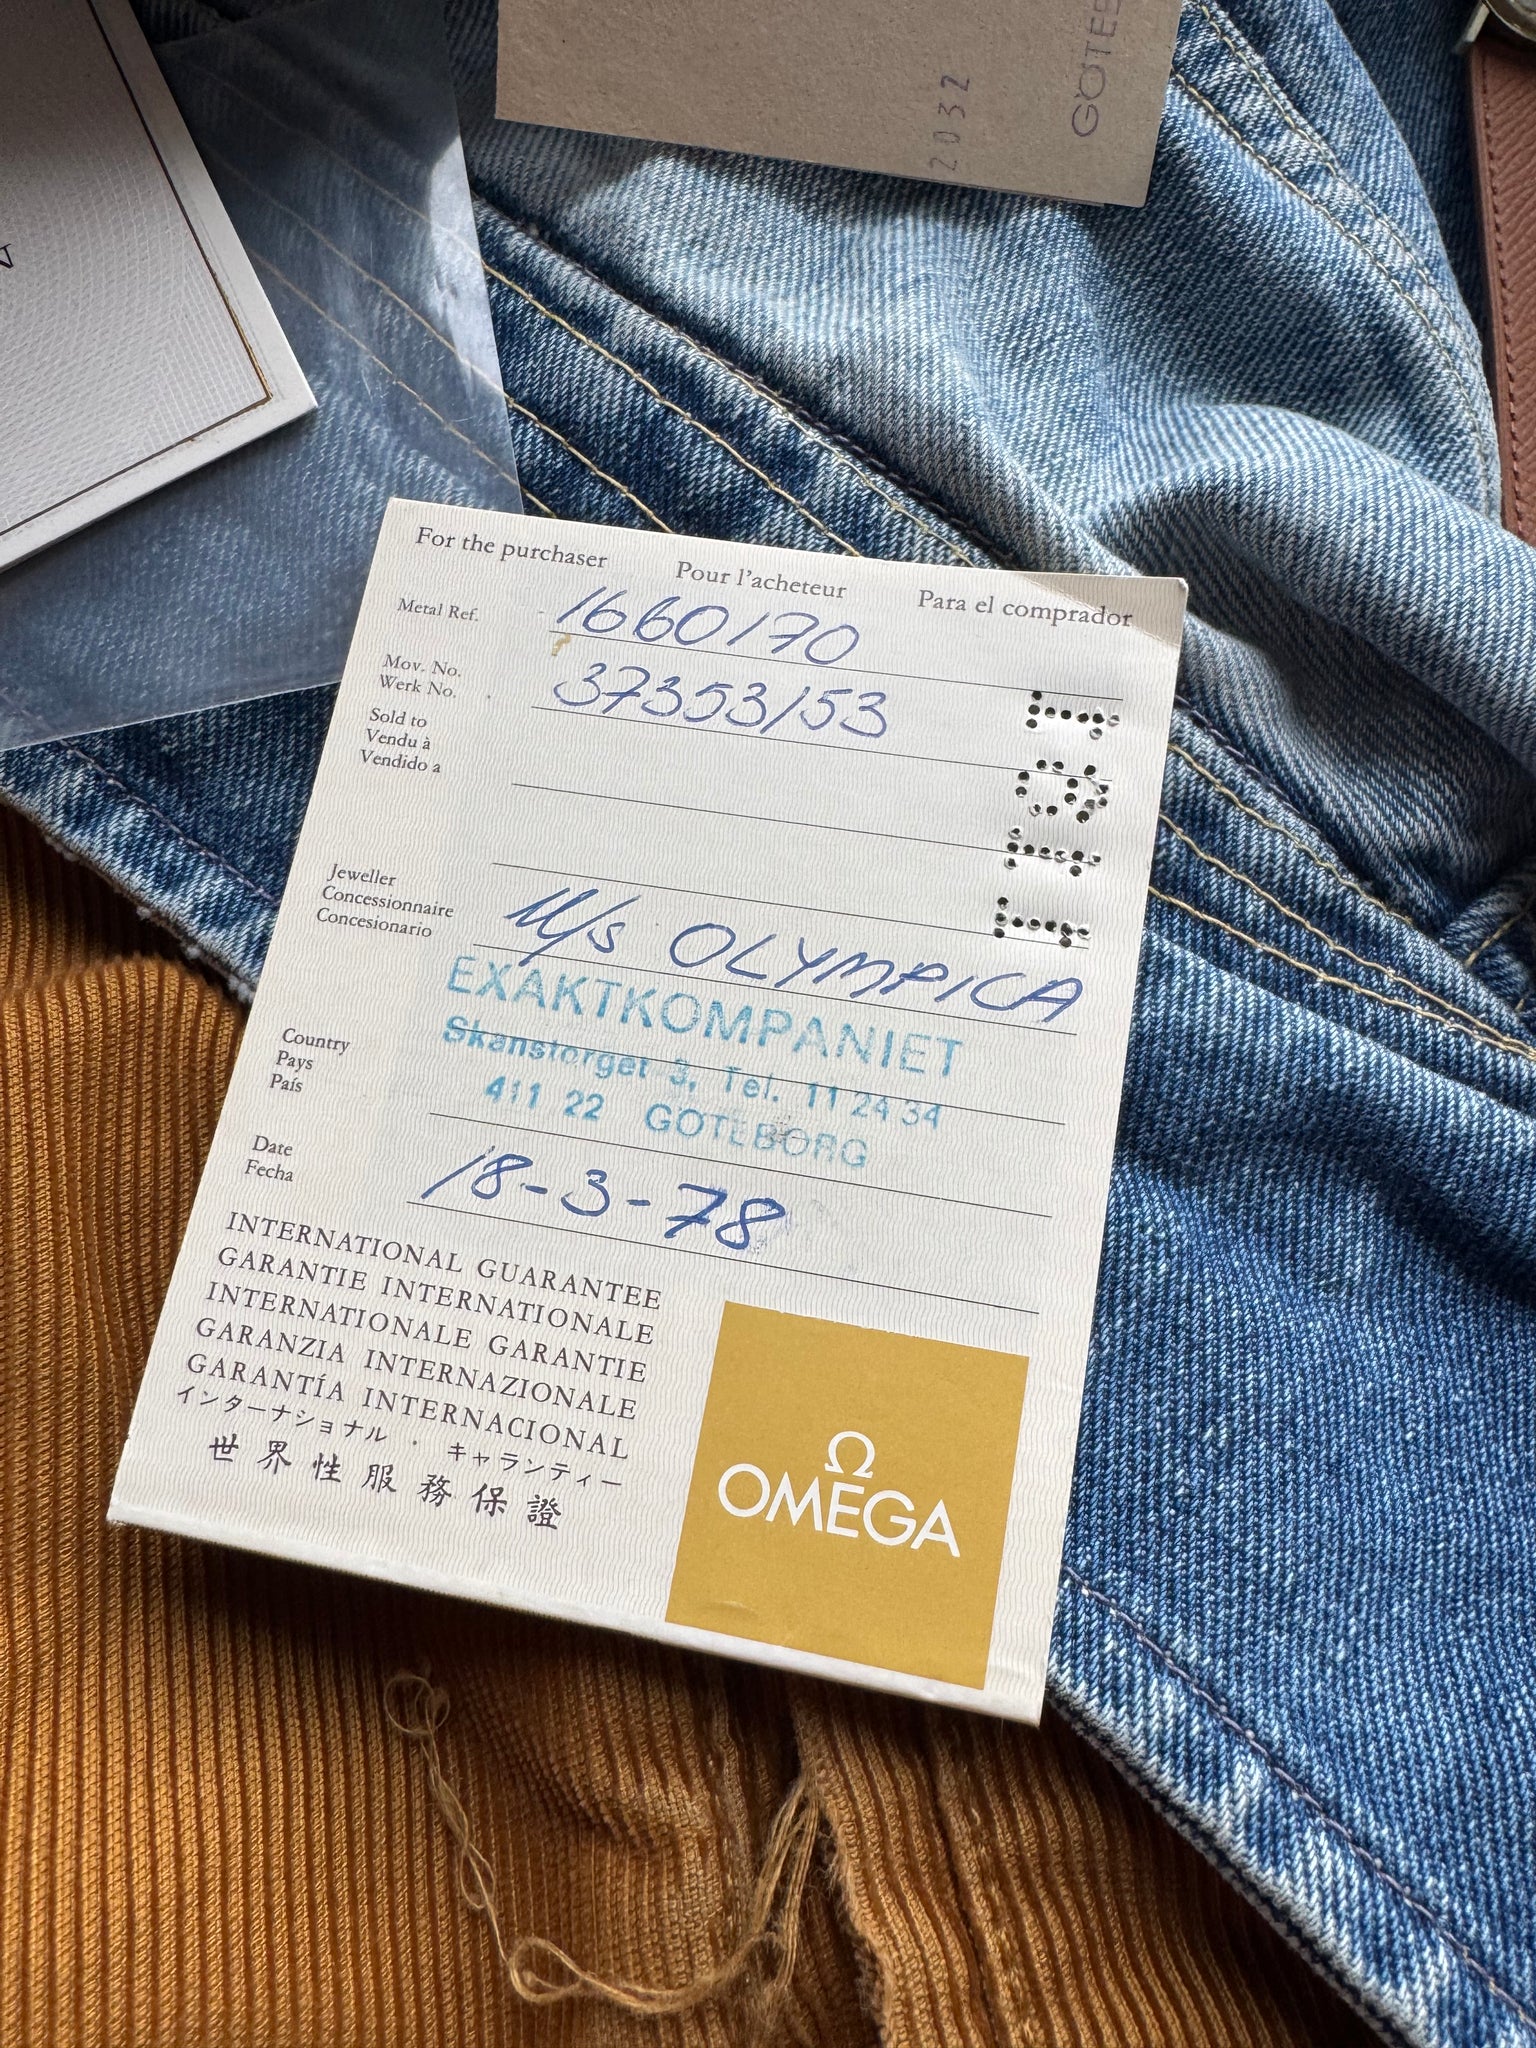 2032
For the purchaser Pour l'acheteur Para el comprador
Metal Ref. 1660170
Mov. No.
Werk No. 37353/53
Sold to
Vendu à
Vendido a
Jeweller
Concessionnaire
Concesionario
M/s OLYMPICA
EXAKTKOMPANIET
Skanstorget 3, Tel. 11 24 34
411 22 GÖTEBORG
Country
Pays
País
Date
Fecha
18-3-78
INTERNATIONAL GUARANTEE
GARANTIE INTERNATIONALE
INTERNATIONALE GARANTIE
GARANZIA INTERNAZIONALE
GARANTÍA INTERNACIONAL
インターナショナル・キャランティー
世界性服務保證
Ω
OMEGA